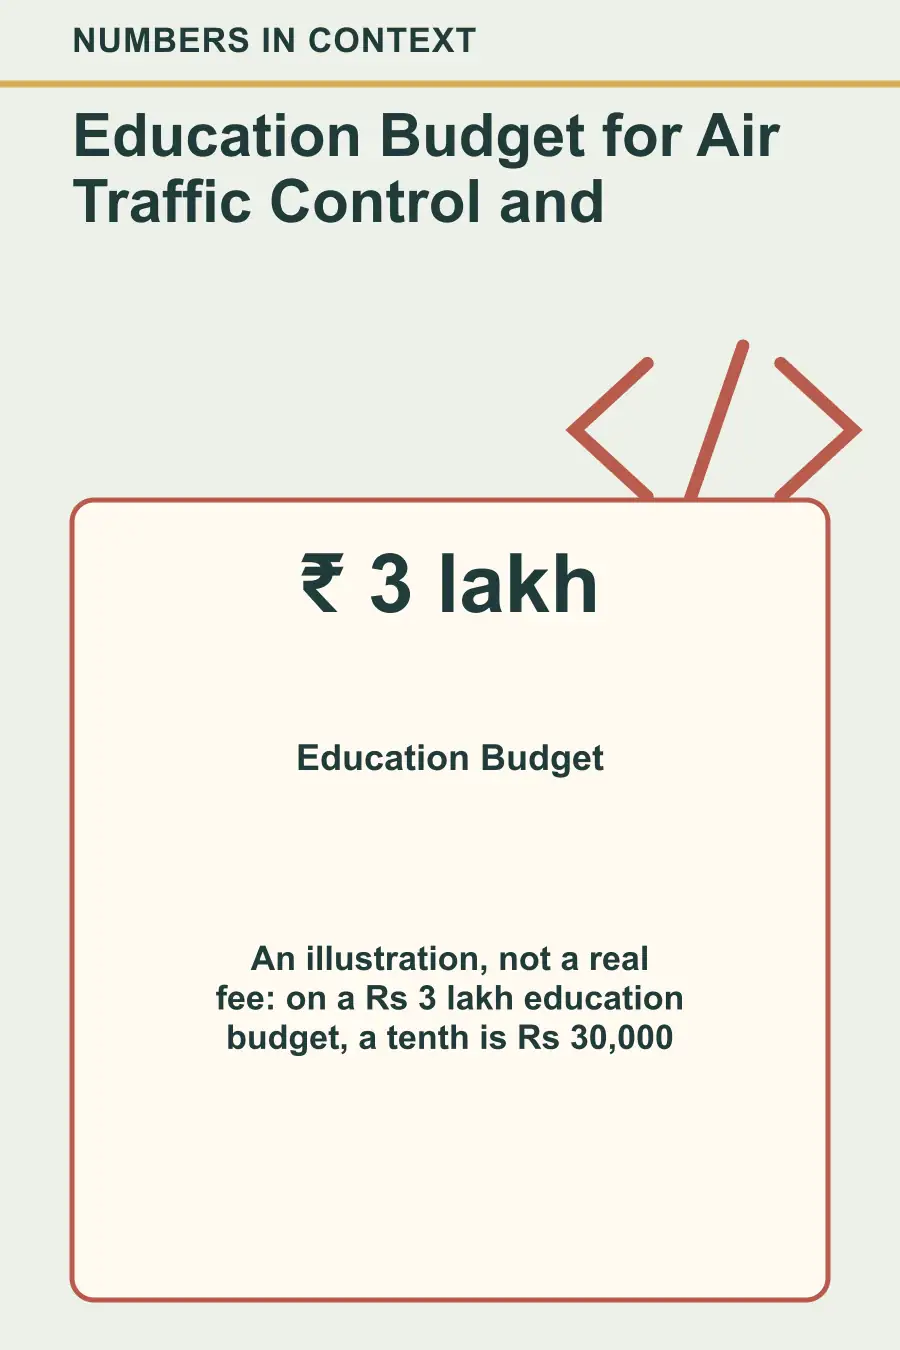 NUMBERS IN CONTEXT
Education Budget for Air
Traffic Control and
₹ 3 lakh
Education Budget
An illustration, not a real
fee: on a Rs 3 lakh education
budget, a tenth is Rs 30,000